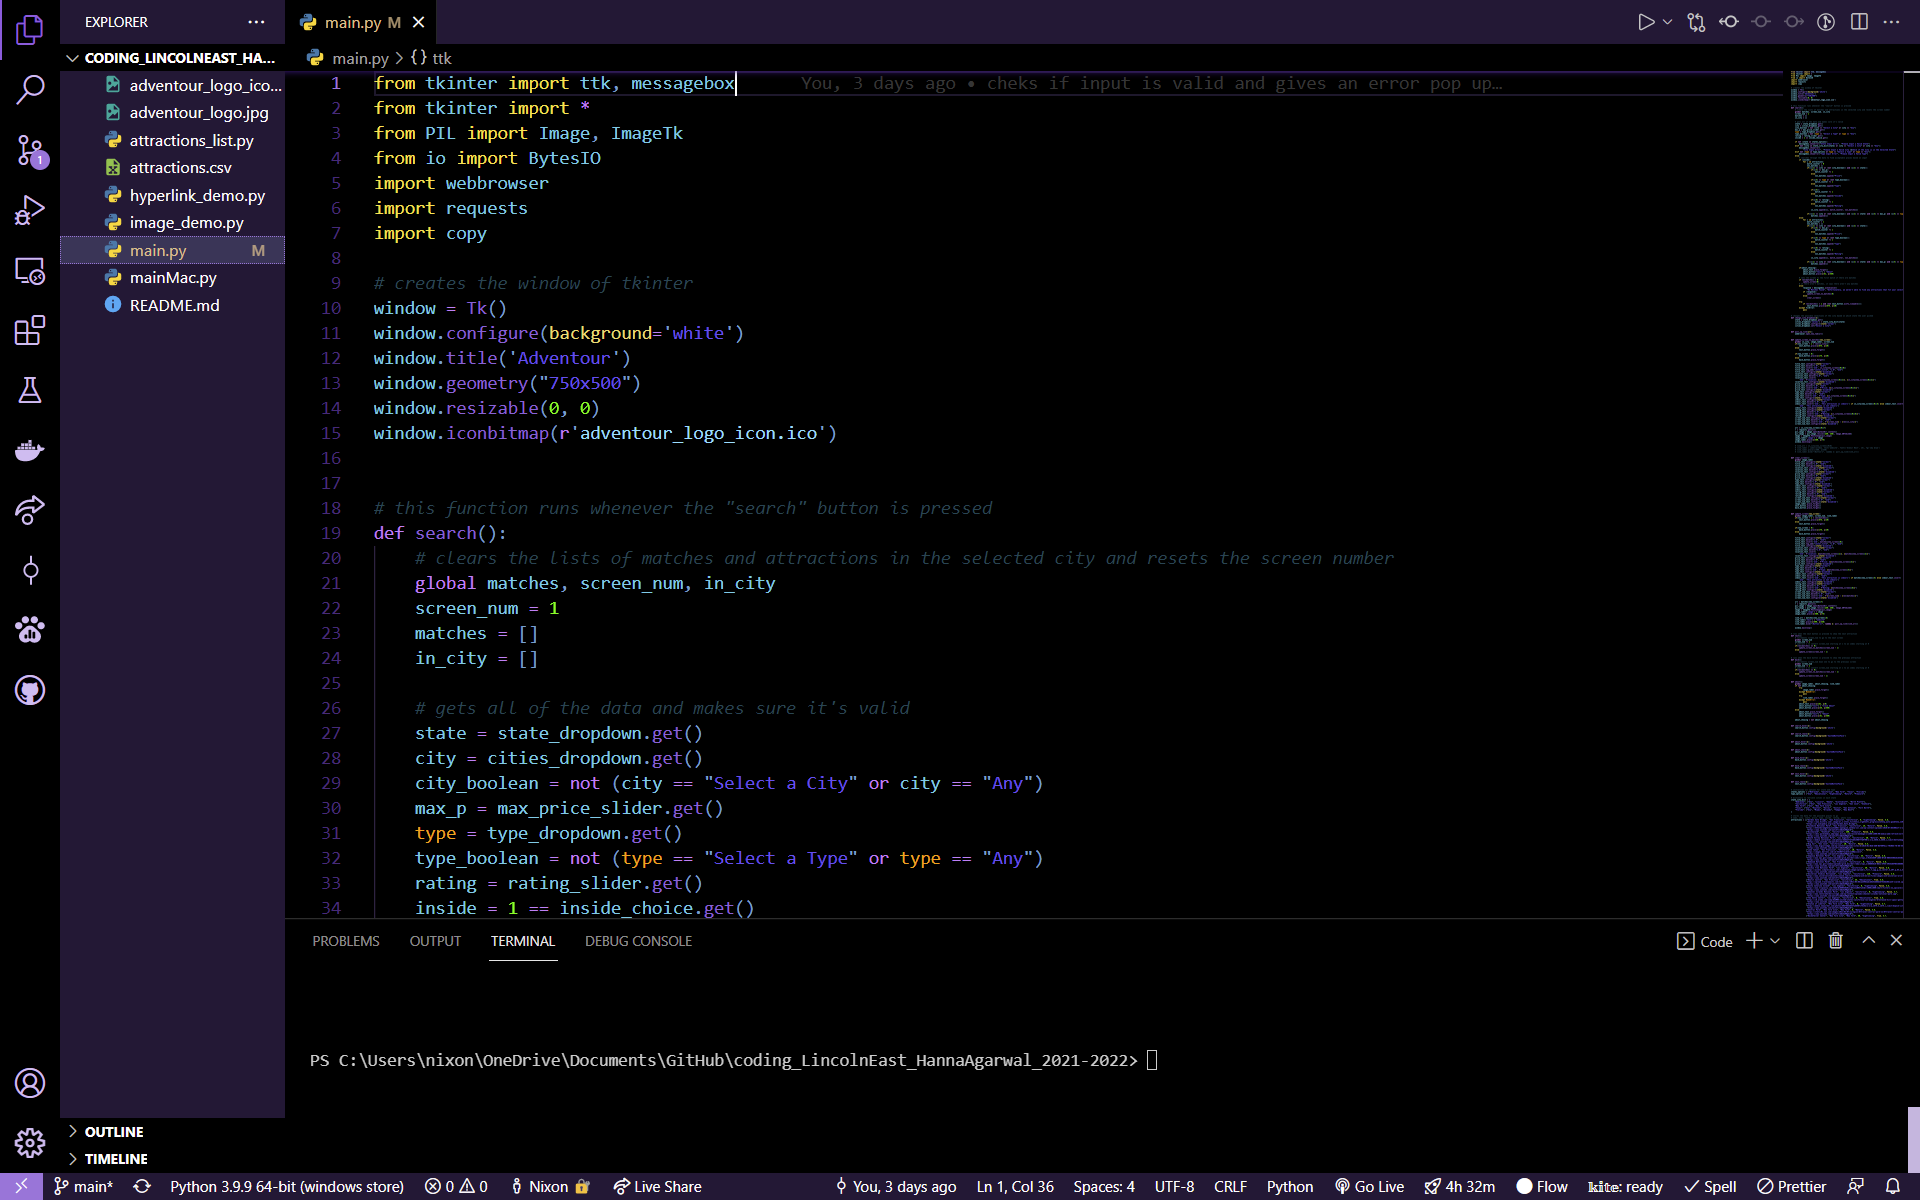 EXPLORER
main.py M
CODING_LINCOLNEAST_HA...
main.py > {} ttk
adventour_logo_ico...
adventour_logo.jpg
attractions_list.py
attractions.csv
hyperlink_demo.py
image_demo.py
main.py M
mainMac.py
README.md
1 from tkinter import ttk, messagebox You, 3 days ago • cheks if input is valid and gives an error pop up…
2 from tkinter import *
3 from PIL import Image, ImageTk
4 from io import BytesIO
5 import webbrowser
6 import requests
7 import copy
8
9 # creates the window of tkinter
10 window = Tk()
11 window.configure(background='white')
12 window.title('Adventour')
13 window.geometry("750x500")
14 window.resizable(0, 0)
15 window.iconbitmap(r'adventour_logo_icon.ico')
16
17
18 # this function runs whenever the "search" button is pressed
19 def search():
20 # clears the lists of matches and attractions in the selected city and resets the screen number
21 global matches, screen_num, in_city
22 screen_num = 1
23 matches = []
24 in_city = []
25
26 # gets all of the data and makes sure it's valid
27 state = state_dropdown.get()
28 city = cities_dropdown.get()
29 city_boolean = not (city == "Select a City" or city == "Any")
30 max_p = max_price_slider.get()
31 type = type_dropdown.get()
32 type_boolean = not (type == "Select a Type" or type == "Any")
33 rating = rating_slider.get()
34 inside = 1 == inside_choice.get()
PROBLEMS OUTPUT TERMINAL DEBUG CONSOLE Code
PS C:\Users\nixon\OneDrive\Documents\GitHub\coding_LincolnEast_HannaAgarwal_2021-2022>
1
OUTLINE
TIMELINE
main* Python 3.9.9 64-bit (windows store) 0 0 Nixon Live Share You, 3 days ago Ln 1, Col 36 Spaces: 4 UTF-8 CRLF Python Go Live 4h 32m Flow kite: ready Spell Prettier